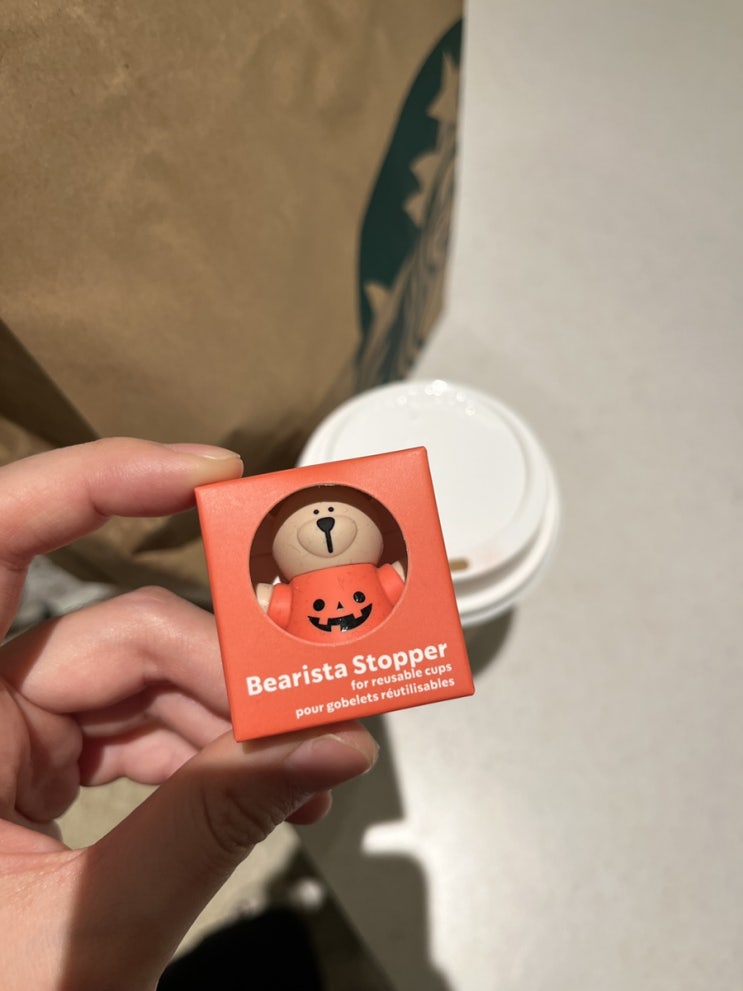 Bearista Stopper
for reusable cups
pour gobelets réutilisables